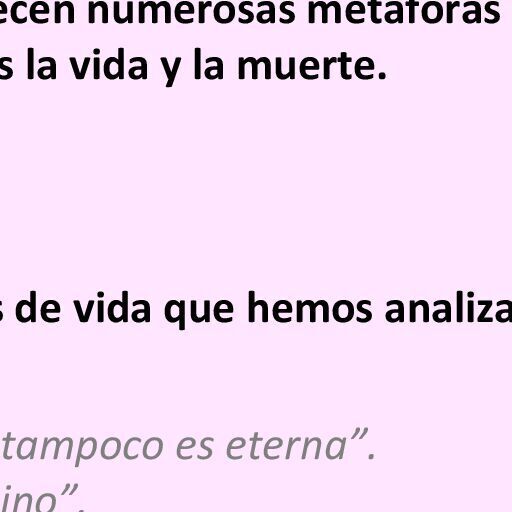 ecen numerosas metáforas
s la vida y la muerte.
s de vida que hemos analiza
tampoco es eterna”.
ino”.